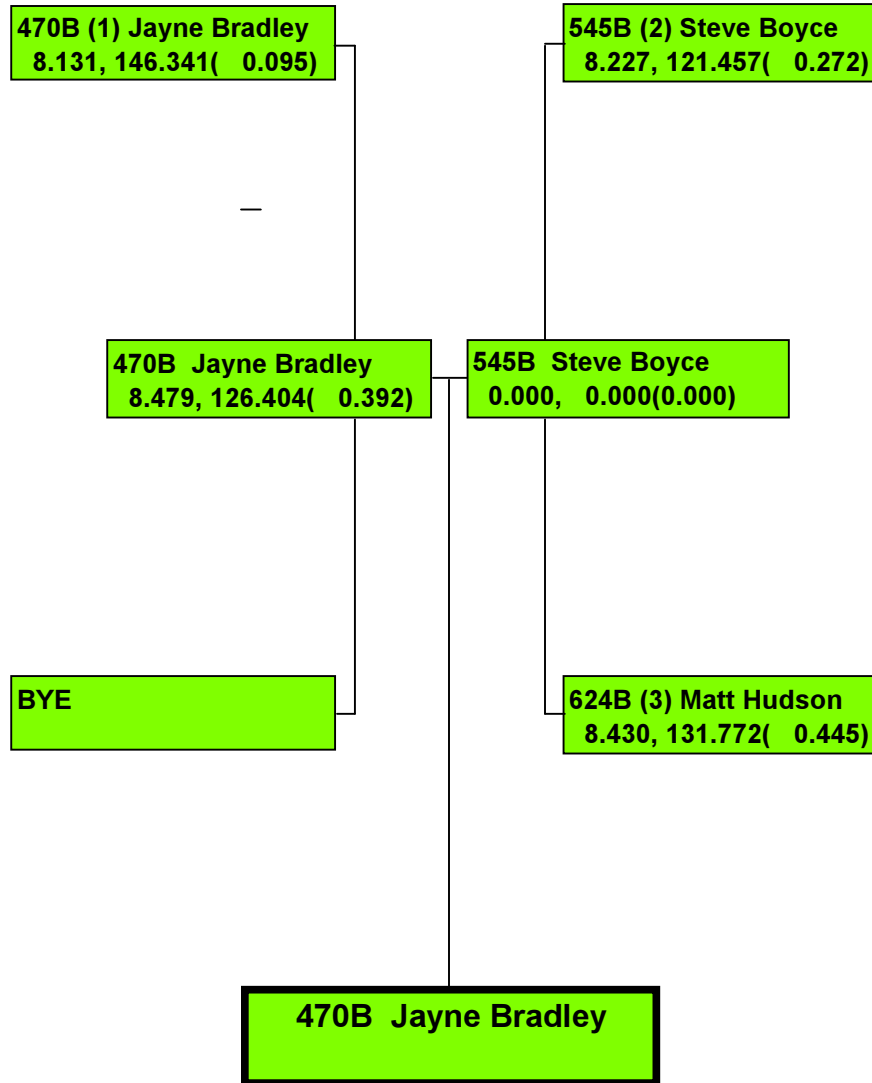 470B (1) Jayne Bradley
8.131, 146.341(   0.095)
545B (2) Steve Boyce
8.227, 121.457(   0.272)
470B  Jayne Bradley
8.479, 126.404(   0.392)
545B  Steve Boyce
0.000,   0.000(0.000)
BYE
624B (3) Matt Hudson
8.430, 131.772(   0.445)
470B  Jayne Bradley